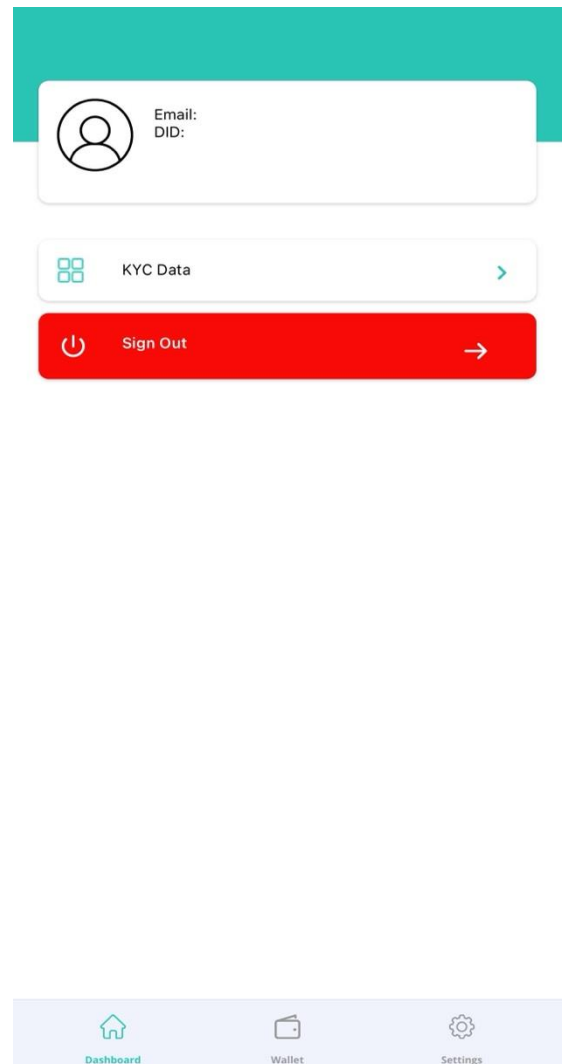 Email:
DID:
KYC Data
Sign Out
Dashboard
Wallet
Settings